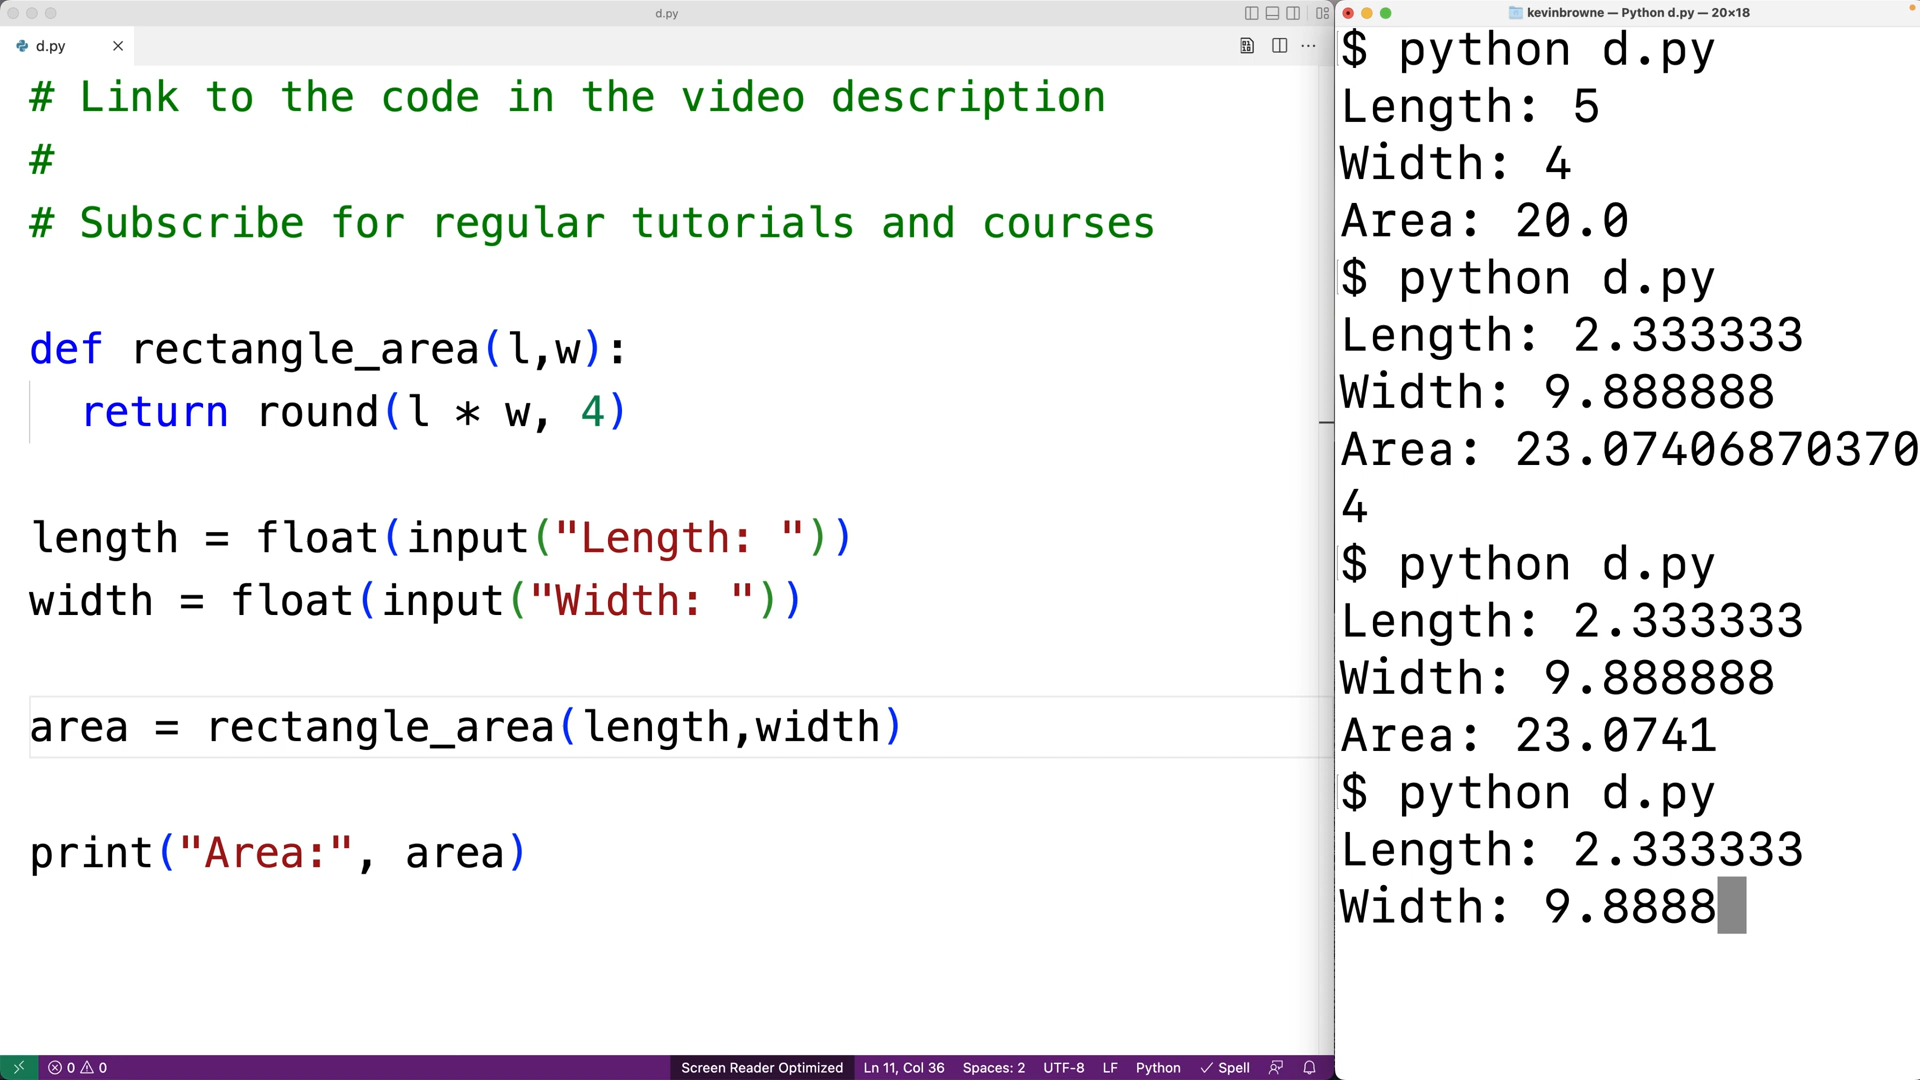 d.py
d.py
# Link to the code in the video description
#
# Subscribe for regular tutorials and courses
def rectangle_area(l,w):
  return round(l * w, 4)
length = float(input("Length: "))
width = float(input("Width: "))
area = rectangle_area(length,width)
print("Area:", area)
0 0 Screen Reader Optimized Ln 11, Col 36 Spaces: 2 UTF-8 LF Python Spell
kevinbrowne — Python d.py — 20×18
$ python d.py
Length: 5
Width: 4
Area: 20.0
$ python d.py
Length: 2.333333
Width: 9.888888
Area: 23.07406870370
4
$ python d.py
Length: 2.333333
Width: 9.888888
Area: 23.0741
$ python d.py
Length: 2.333333
Width: 9.8888